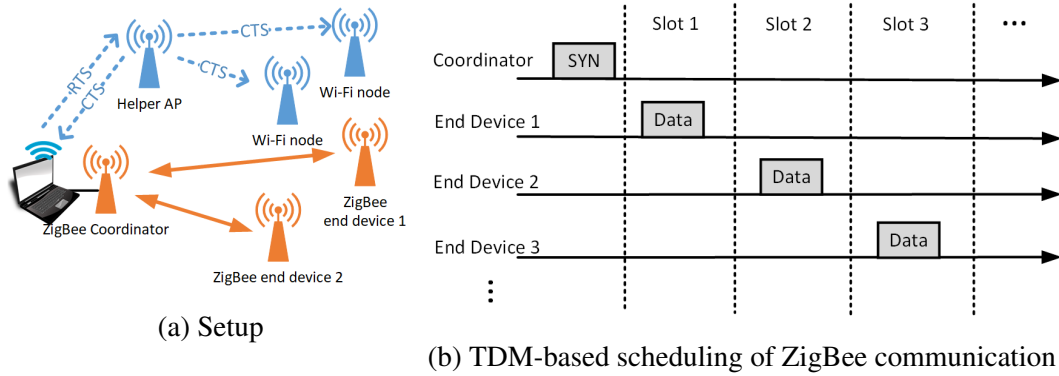 RTS
CTS
CTS
CTS
Helper AP
Wi-Fi node
Wi-Fi node
ZigBee Coordinator
ZigBee
end device 1
ZigBee end device 2
(a) Setup
Slot 1
Slot 2
Slot 3
...
Coordinator
SYN
End Device 1
Data
End Device 2
Data
End Device 3
Data
(b) TDM-based scheduling of ZigBee communication